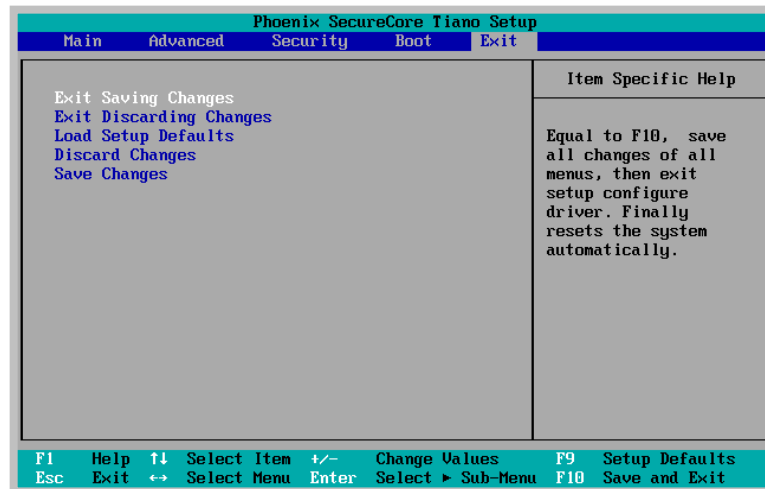 Phoenix SecureCore Tiano Setup
Main Advanced Security Boot Exit
Exit Saving Changes
Exit Discarding Changes
Load Setup Defaults
Discard Changes
Save Changes
Item Specific Help
Equal to F10, save
all changes of all
menus, then exit
setup configure
driver. Finally
resets the system
automatically.
F1 Help ↑↓ Select Item +/- Change Values F9 Setup Defaults
Esc Exit ↔ Select Menu Enter Select ► Sub-Menu F10 Save and Exit